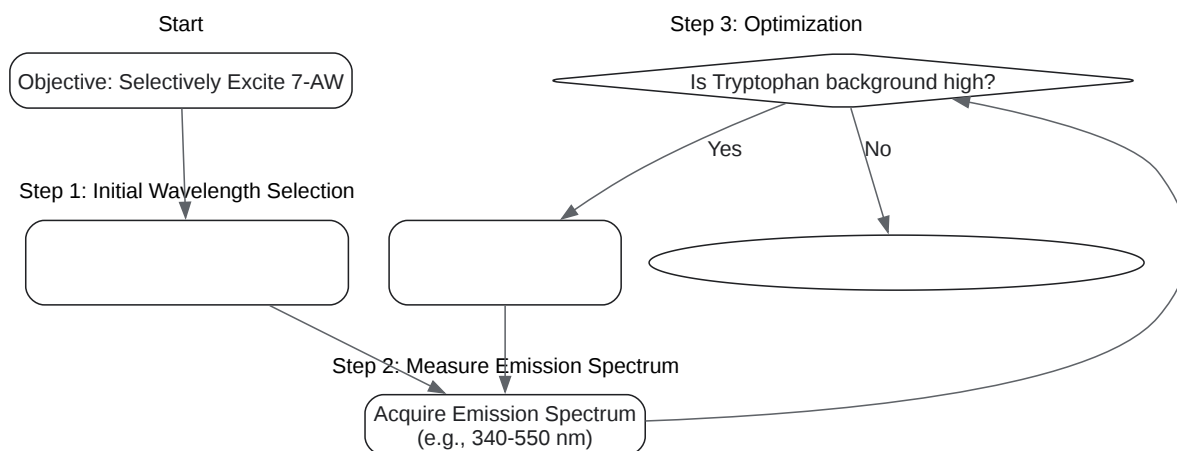 Start
Objective: Selectively Excite 7-AW
Step 1: Initial Wavelength Selection
Step 2: Measure Emission Spectrum
Acquire Emission Spectrum
(e.g., 340-550 nm)
Step 3: Optimization
Is Tryptophan background high?
Yes
No